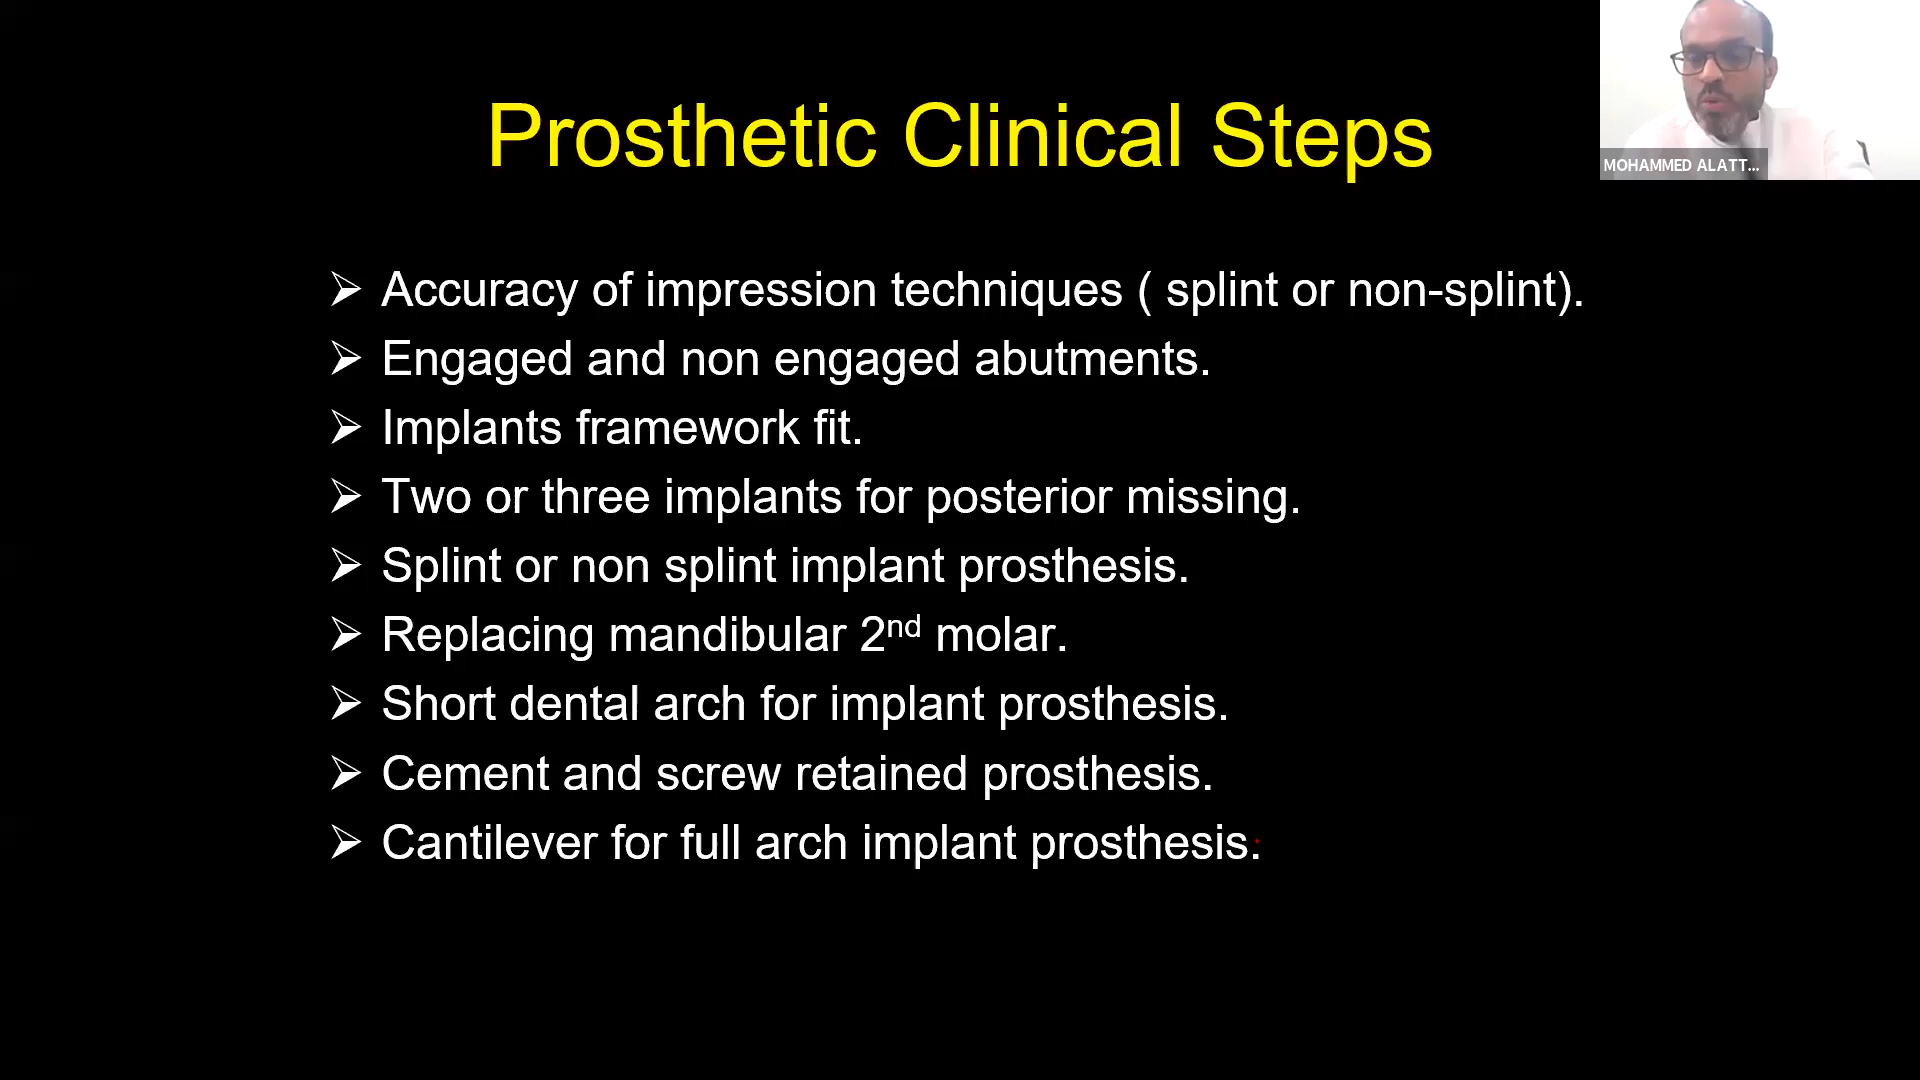 Prosthetic Clinical Steps
MOHAMMED ALATT...
➢ Accuracy of impression techniques ( splint or non-splint).
➢ Engaged and non engaged abutments.
➢ Implants framework fit.
➢ Two or three implants for posterior missing.
➢ Splint or non splint implant prosthesis.
➢ Replacing mandibular 2nd molar.
➢ Short dental arch for implant prosthesis.
➢ Cement and screw retained prosthesis.
➢ Cantilever for full arch implant prosthesis.